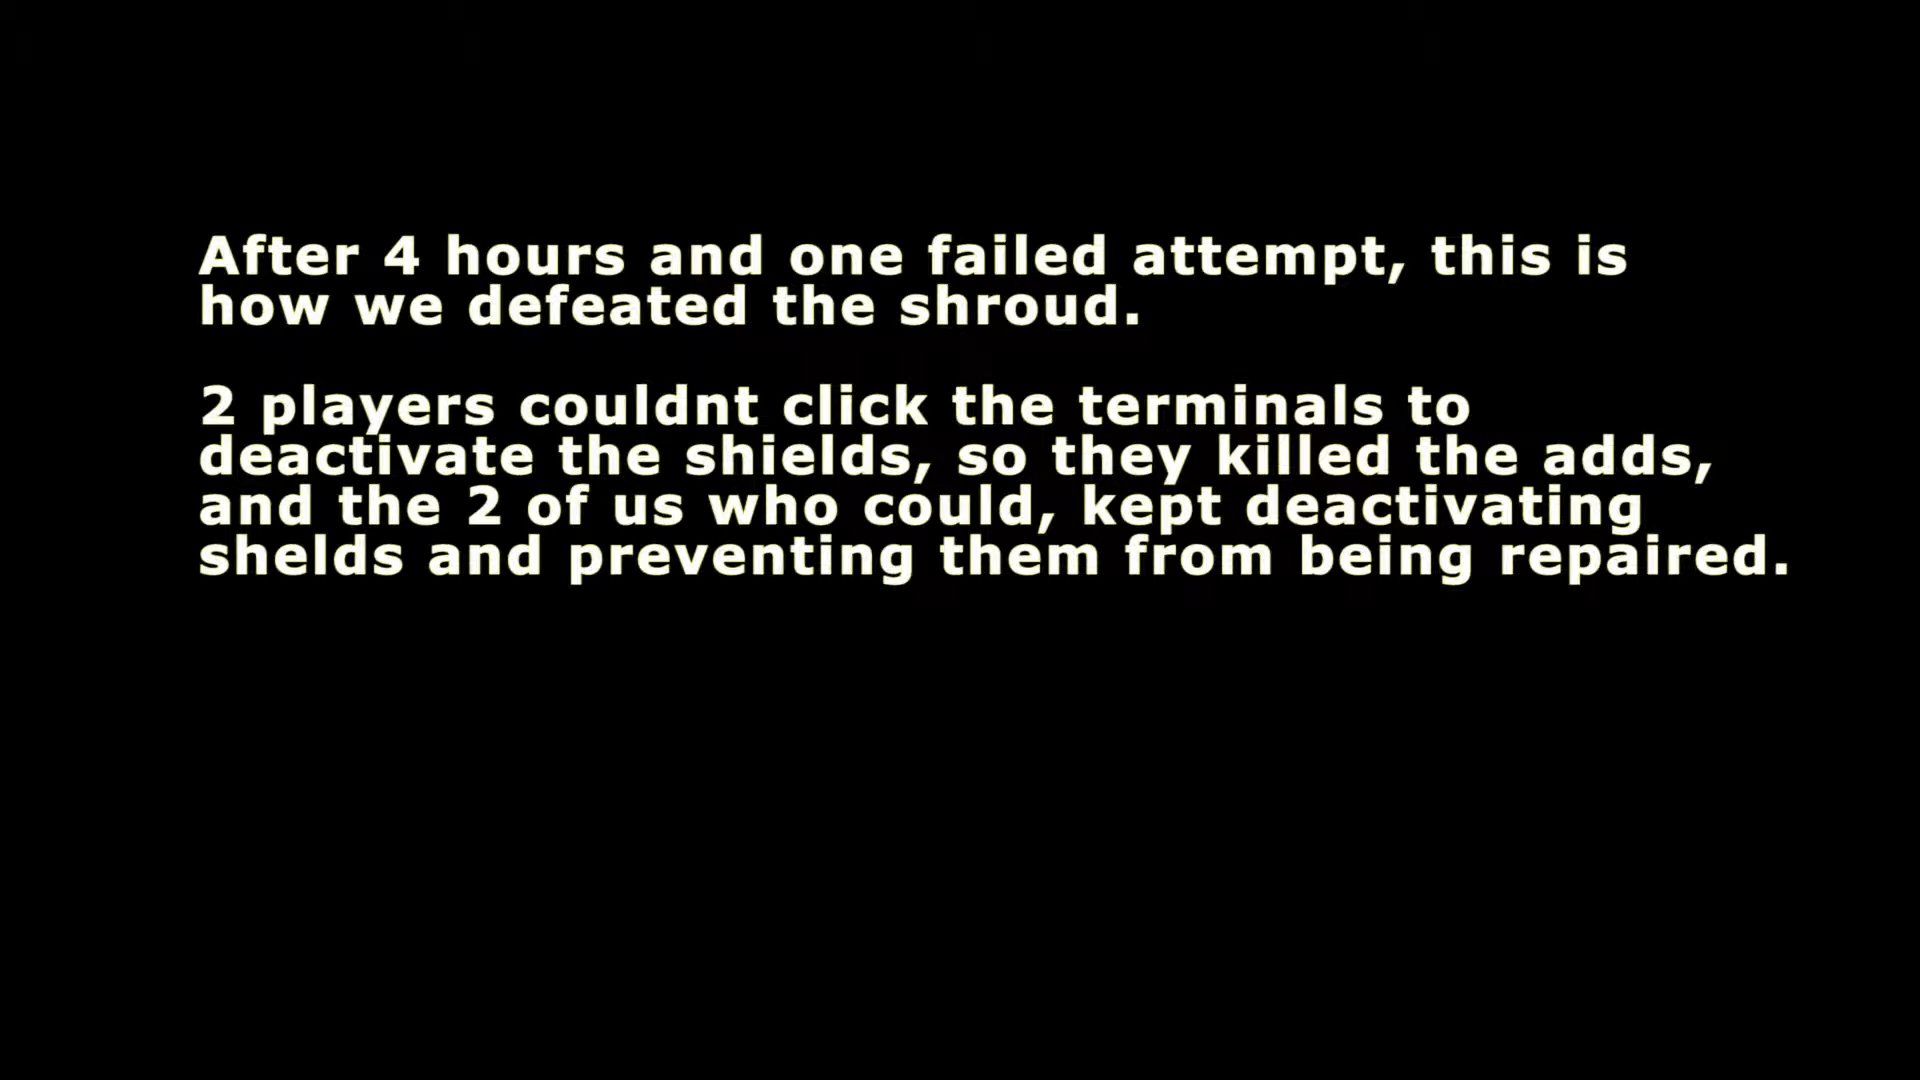 After 4 hours and one failed attempt, this is
how we defeated the shroud.
2 players couldnt click the terminals to
deactivate the shields, so they killed the adds,
and the 2 of us who could, kept deactivating
shelds and preventing them from being repaired.